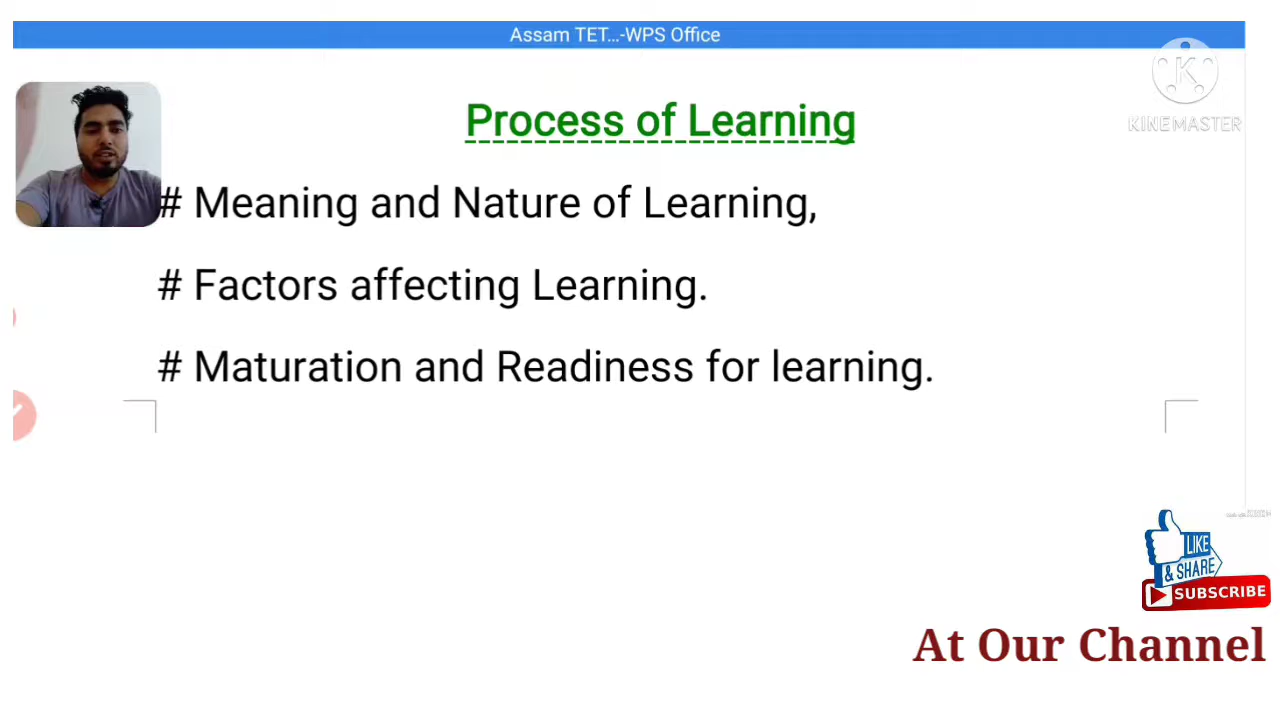 Assam TET...-WPS Office
KINEMASTER
Process of Learning
# Meaning and Nature of Learning,
# Factors affecting Learning.
# Maturation and Readiness for learning.
LIKE
& SHARE
SUBSCRIBE
At Our Channel